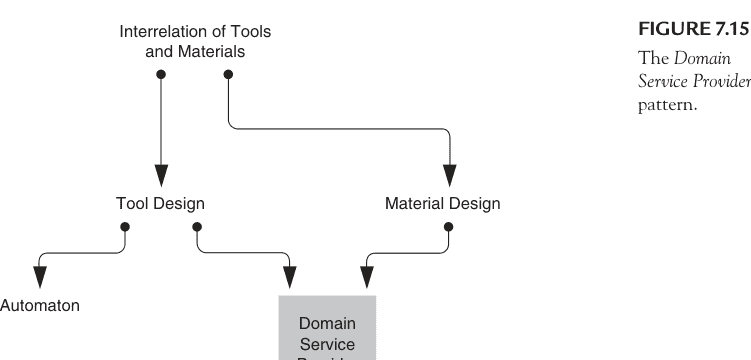 Interrelation of Tools
and Materials
FIGURE 7.15
The Domain
Service Provider
pattern.
Tool Design
Material Design
Automaton
Domain
Service